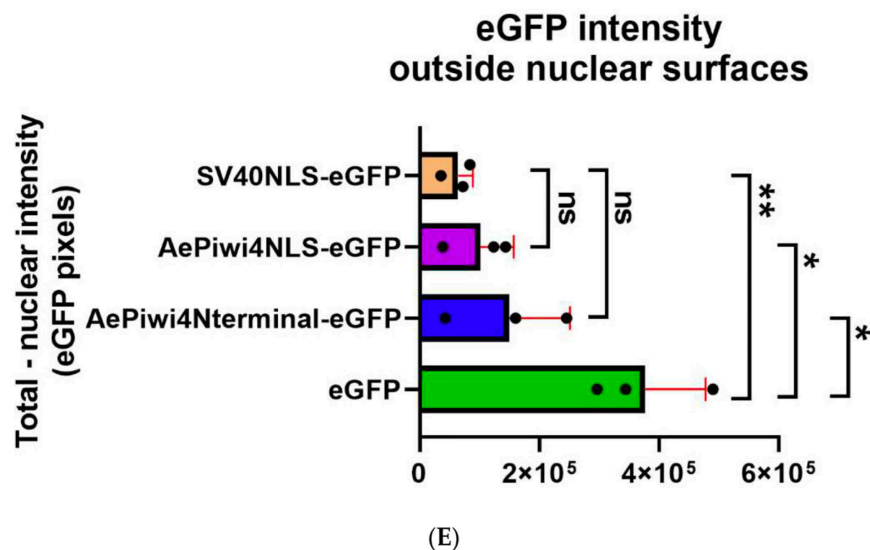 eGFP intensity
outside nuclear surfaces
Total - nuclear intensity
(eGFP pixels)
SV40NLS-eGFP
AePiwi4NLS-eGFP
AePiwi4Nterminal-eGFP
eGFP
ns
ns
**
*
*
0 2×10⁵ 4×10⁵ 6×10⁵
(E)